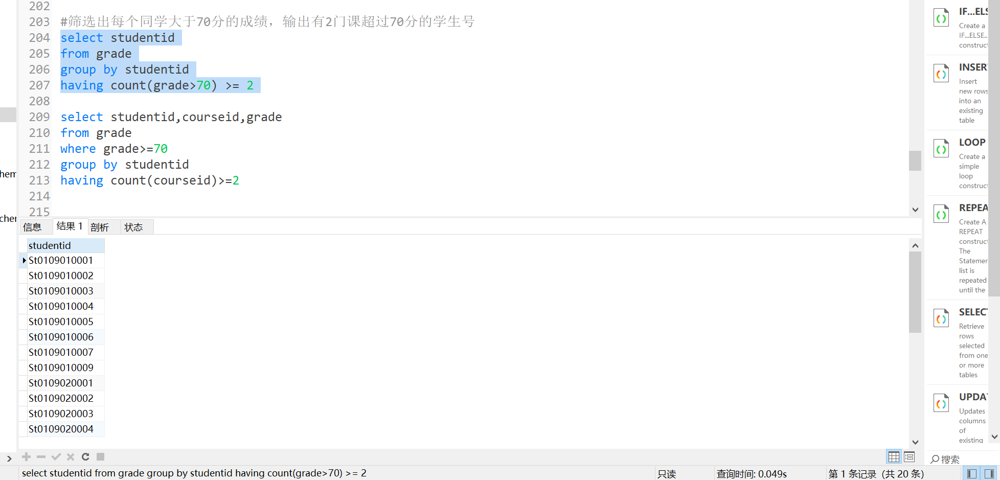 202
203 #筛选出每个同学大于70分的成绩，输出有2门课超过70分的学生号
204 select studentid
205 from grade
206 group by studentid
207 having count(grade>70) >= 2
208
209 select studentid,courseid,grade
210 from grade
211 where grade>=70
212 group by studentid
213 having count(courseid)>=2
214
215
hem
cher
信息 结果 1 剖析 状态
studentid
St0109010001
St0109010002
St0109010003
St0109010004
St0109010005
St0109010006
St0109010007
St0109010009
St0109020001
St0109020002
St0109020003
St0109020004
select studentid from grade group by studentid having count(grade>70) >= 2
只读
查询时间: 0.049s
第 1 条记录 (共 20 条)
IF...ELS
Create a
IF...ELSE...
construct
INSER
Insert
new rows
into an
existing
table
LOOP
Create a
simple
loop
construct
REPEA
Create A
REPEAT
construct
The
Statemer
list is
repeated
until the
SELECT
Retrieve
rows
selected
from one
or more
tables
UPDA
Updates
columns
of
existing
搜索